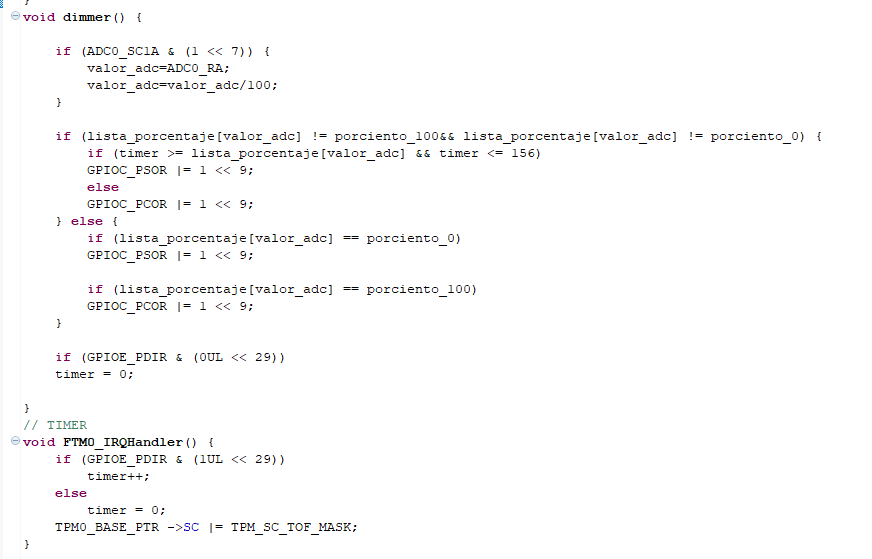 }
void dimmer() {
if (ADC0_SC1A & (1 << 7)) {
valor_adc=ADC0_RA;
valor_adc=valor_adc/100;
}
if (lista_porcentaje[valor_adc] != porciento_100&& lista_porcentaje[valor_adc] != porciento_0) {
if (timer >= lista_porcentaje[valor_adc] && timer <= 156)
GPIOC_PSOR |= 1 << 9;
else
GPIOC_PCOR |= 1 << 9;
} else {
if (lista_porcentaje[valor_adc] == porciento_0)
GPIOC_PSOR |= 1 << 9;
if (lista_porcentaje[valor_adc] == porciento_100)
GPIOC_PCOR |= 1 << 9;
}
if (GPIOE_PDIR & (0UL << 29))
timer = 0;
}
// TIMER
void FTM0_IRQHandler() {
if (GPIOE_PDIR & (1UL << 29))
timer++;
else
timer = 0;
TPM0_BASE_PTR ->SC |= TPM_SC_TOF_MASK;
}